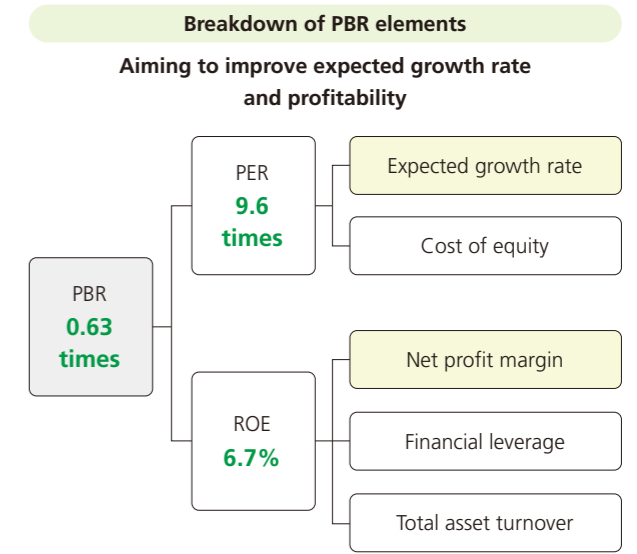 Breakdown of PBR elements
Aiming to improve expected growth rate
and profitability
PBR
0.63
times
PER
9.6
times
Expected growth rate
Cost of equity
ROE
6.7%
Net profit margin
Financial leverage
Total asset turnover